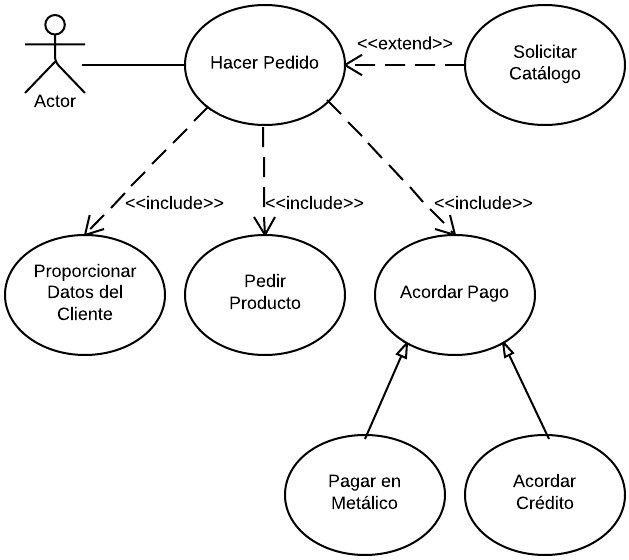 Actor
Hacer Pedido
<<extend>>
Solicitar
Catálogo
<<include>>
<<include>>
<<include>>
Proporcionar
Datos del
Cliente
Pedir
Producto
Acordar Pago
Pagar en
Metálico
Acordar
Crédito